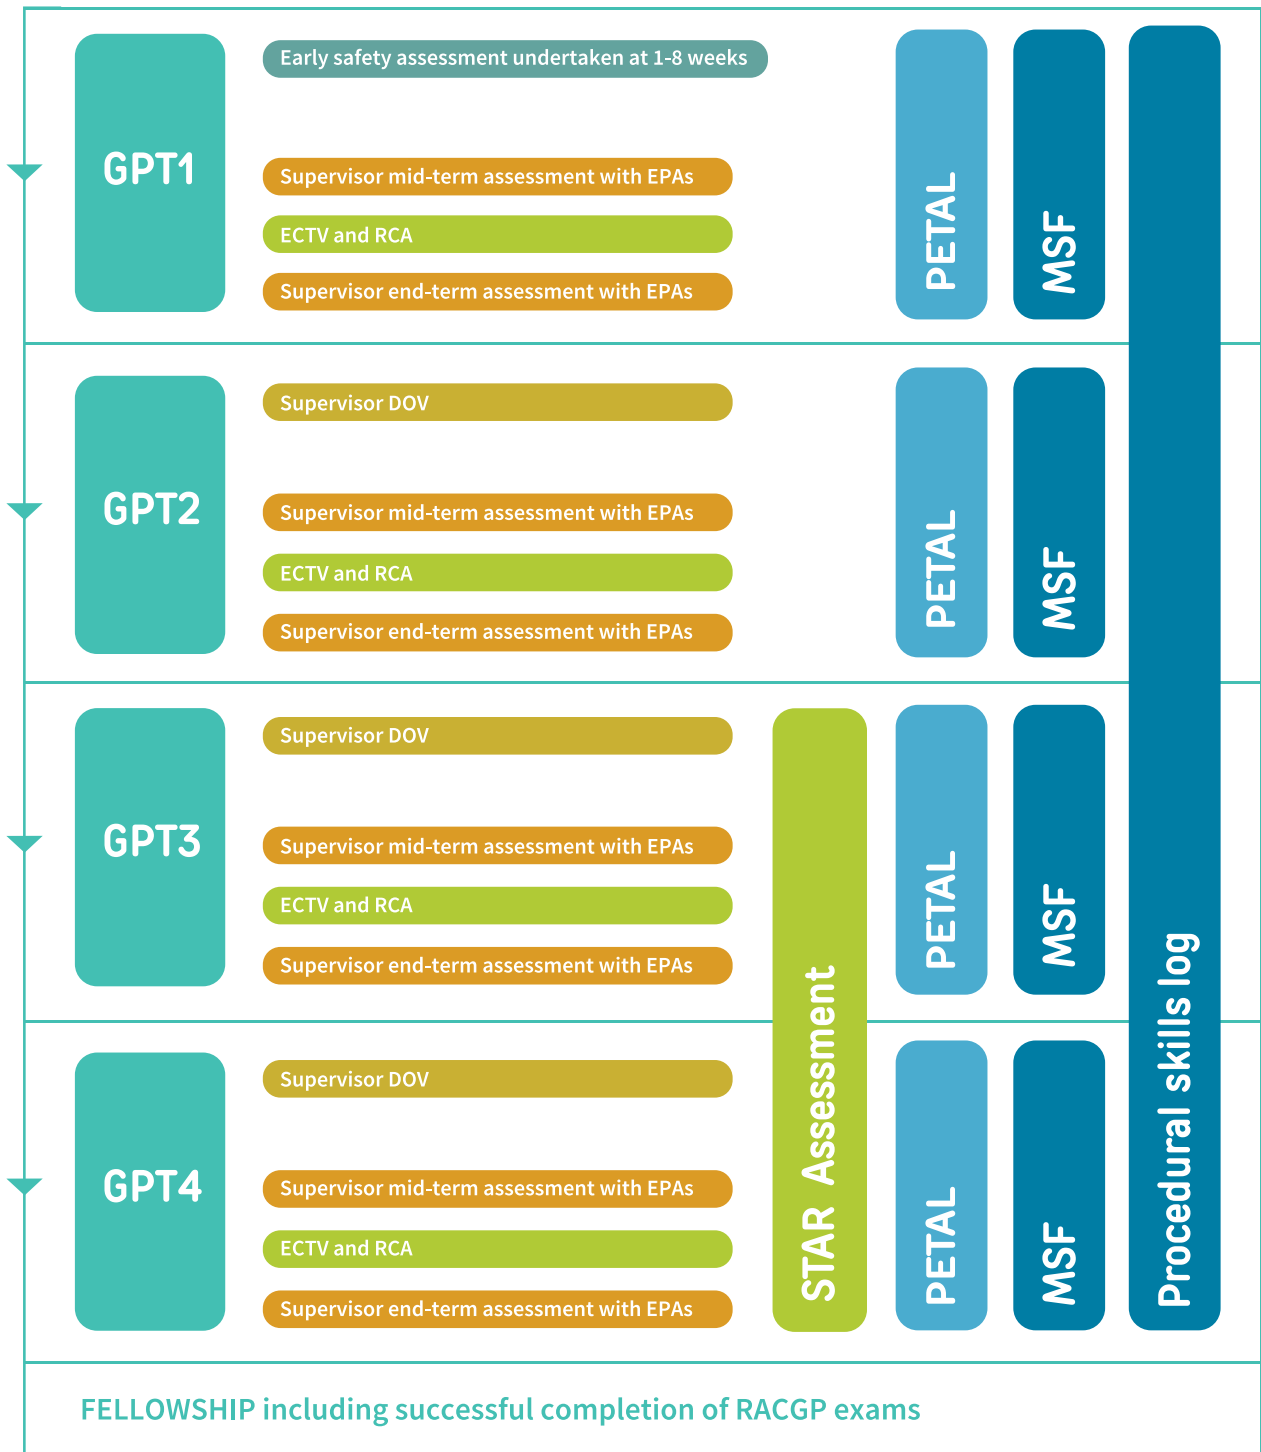 GPT1
Early safety assessment undertaken at 1-8 weeks
Supervisor mid-term assessment with EPAs
ECTV and RCA
Supervisor end-term assessment with EPAs
PETAL
MSF
GPT2
Supervisor DOV
Supervisor mid-term assessment with EPAs
ECTV and RCA
Supervisor end-term assessment with EPAs
PETAL
MSF
GPT3
Supervisor DOV
Supervisor mid-term assessment with EPAs
ECTV and RCA
Supervisor end-term assessment with EPAs
PETAL
MSF
GPT4
Supervisor DOV
Supervisor mid-term assessment with EPAs
ECTV and RCA
Supervisor end-term assessment with EPAs
STAR Assessment
PETAL
MSF
Procedural skills log
FELLOWSHIP including successful completion of RACGP exams